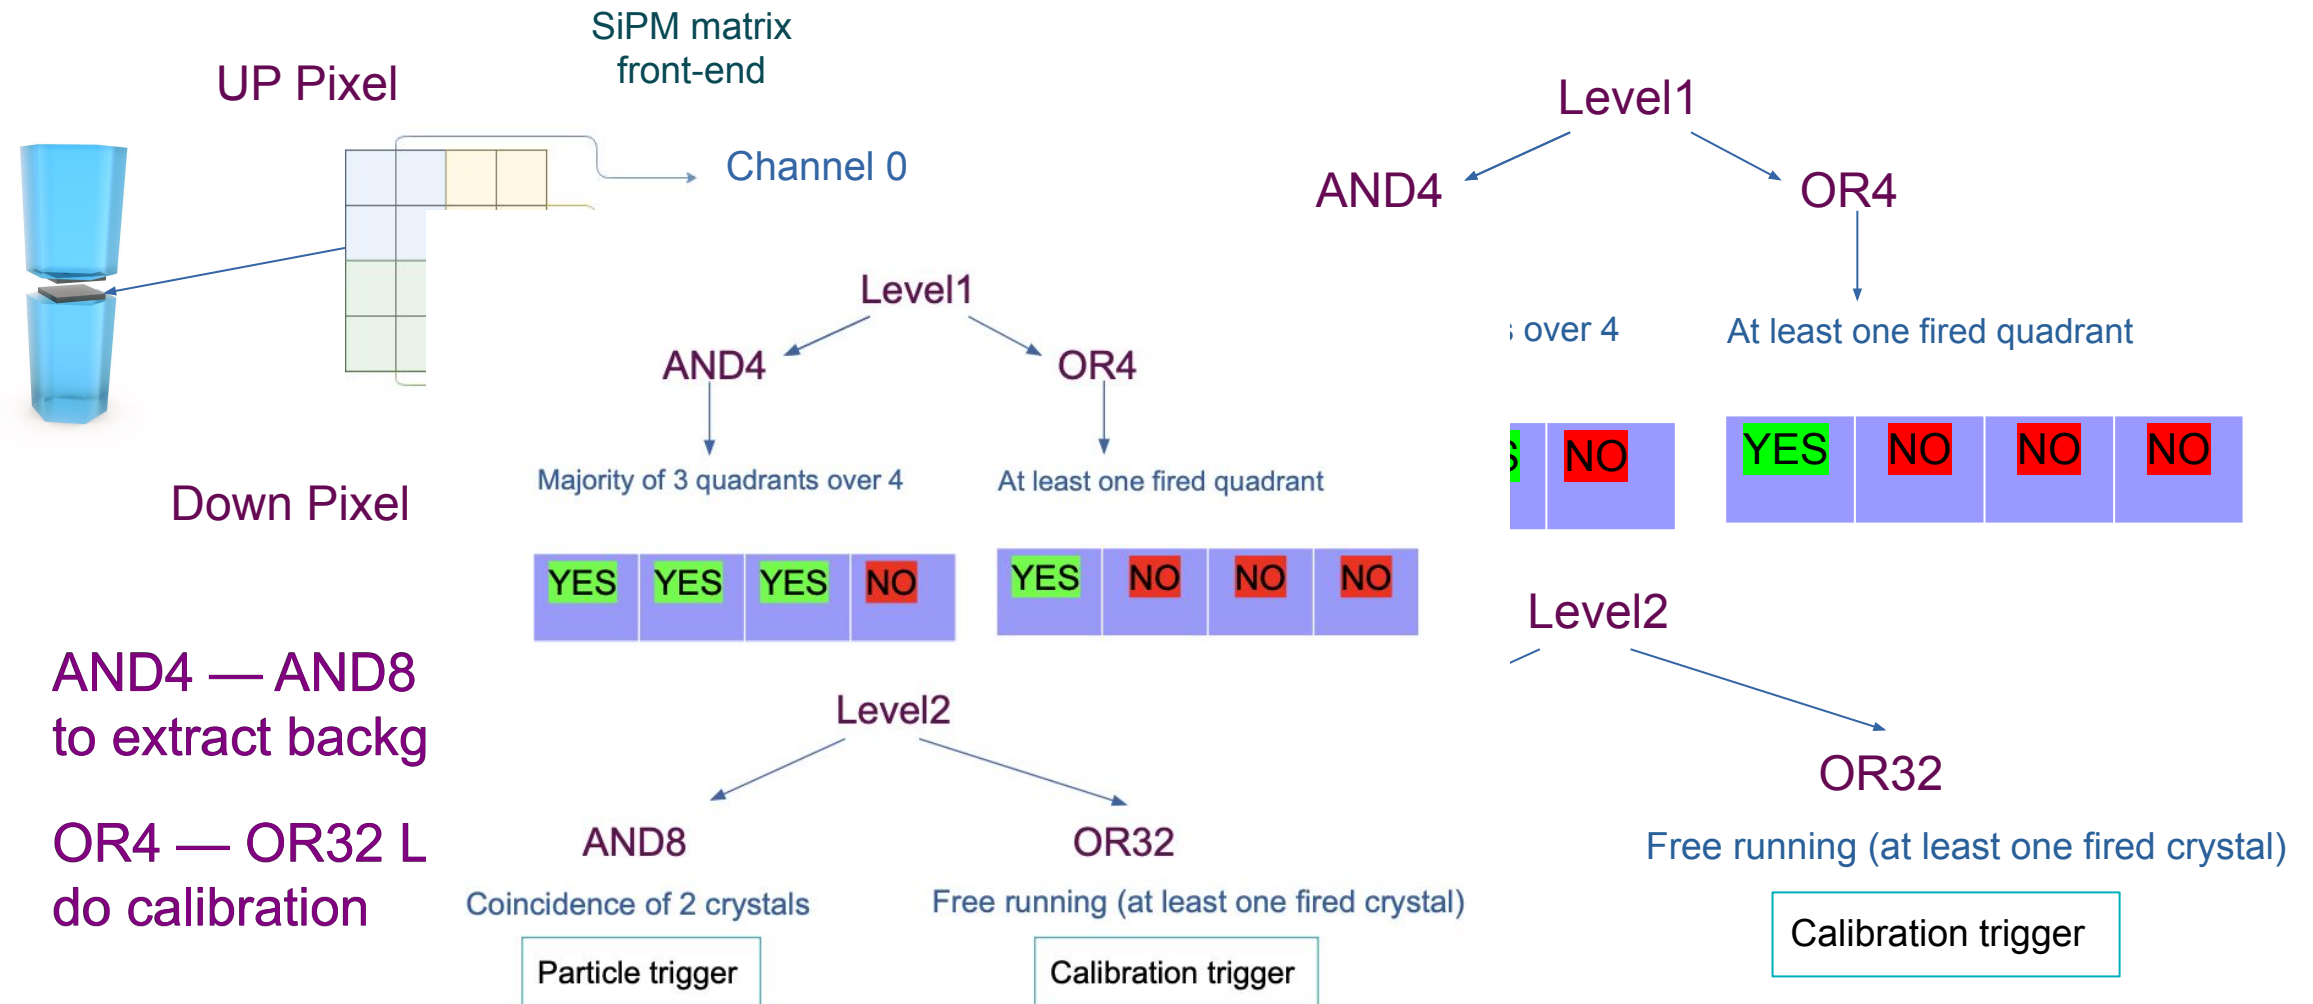 SiPM matrix
front-end
UP Pixel
Channel 0
Down Pixel
AND4 — AND8
to extract backg
OR4 — OR32 L
do calibration
Level1
AND4
OR4
Majority of 3 quadrants over 4
At least one fired quadrant
YES YES YES NO
YES NO NO NO
Level2
AND8
OR32
Coincidence of 2 crystals
Free running (at least one fired crystal)
Particle trigger
Calibration trigger
Level1
AND4
OR4
over 4
At least one fired quadrant
NO
YES NO NO NO
Level2
OR32
Free running (at least one fired crystal)
Calibration trigger